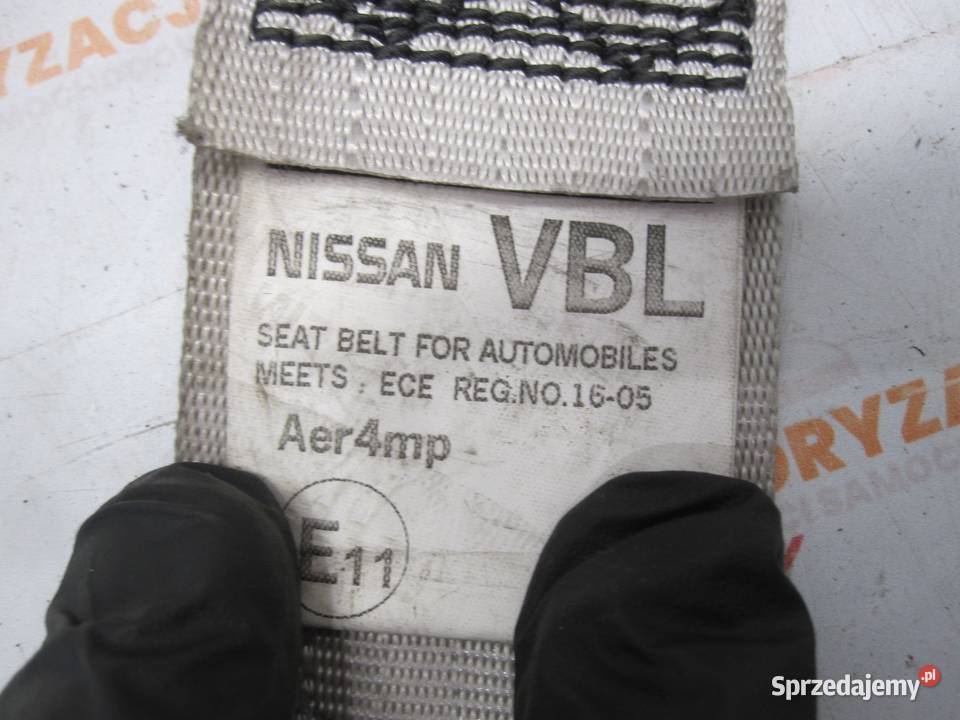 NISSAN VBL
SEAT BELT FOR AUTOMOBILES
MEETS : ECE REG.NO.16-05
Aer4mp
E11
Sprzedajemy.pl